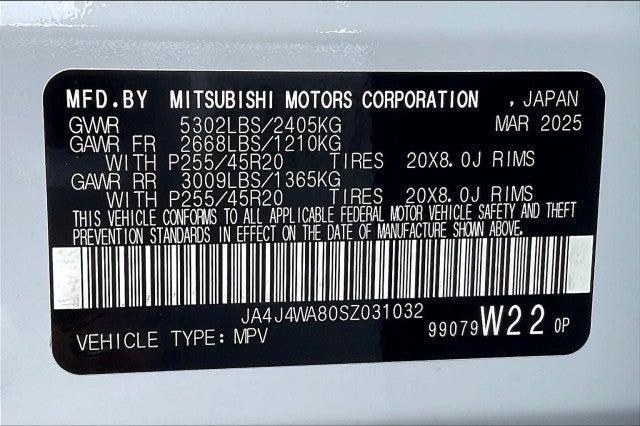 MFD.BY MITSUBISHI MOTORS CORPORATION , JAPAN
GVWR 5302LBS/2405KG MAR 2025
GAWR FR 2668LBS/1210KG
WITH P255/45R20 TIRES 20X8.0J RIMS
GAWR RR 3009LBS/1365KG
WITH P255/45R20 TIRES 20X8.0J RIMS
THIS VEHICLE CONFORMS TO ALL APPLICABLE FEDERAL MOTOR VEHICLE SAFETY AND THEFT
PREVENTION STANDARDS IN EFFECT ON THE DATE OF MANUFACTURE SHOWN ABOVE.
JA4J4WA80SZ031032
VEHICLE TYPE: MPV 99079 W22 0P